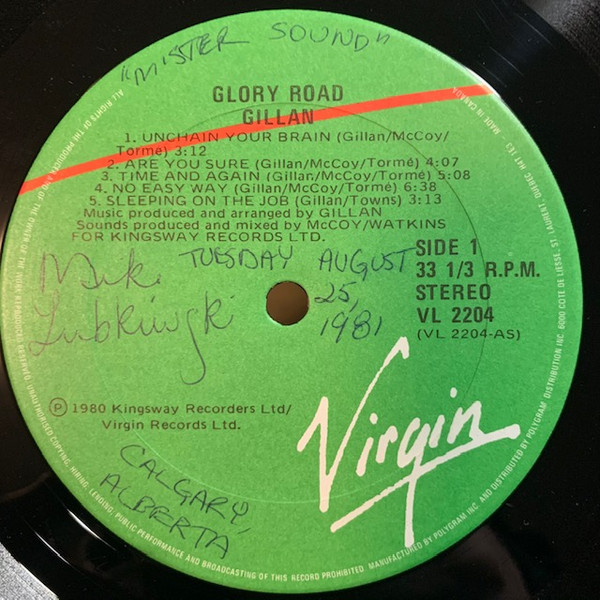 "MISTER SOUND"
GLORY ROAD
GILLAN
1. UNCHAIN YOUR BRAIN (Gillan/McCoy/
Tormé) 3:12
2. ARE YOU SURE (Gillan/McCoy/Tormé) 4:07
3. TIME AND AGAIN (Gillan/McCoy/Tormé) 5:08
4. NO EASY WAY (Gillan/McCoy/Tormé) 6:38
5. SLEEPING ON THE JOB (Gillan/Towns) 3:13
Music produced and arranged by GILLAN
Sounds produced and mixed by McCOY/WATKINS
FOR KINGSWAY RECORDS LTD.
SIDE 1
33 1/3 R.P.M.
STEREO
VL 2204
(VL 2204-AS)
Mike
TUESDAY AUGUST
25,
1981
℗ 1980 Kingsway Recorders Ltd/
Virgin Records Ltd.
Virgin
CALGARY,
ALBERTA
ALL RIGHTS OF THE PRODUCER AND OF THE OWNER OF THE WORK REPRODUCED RESERVED. UNAUTHORISED COPYING, HIRING, LENDING, PUBLIC PERFORMANCE AND BROADCASTING OF THIS RECORD PROHIBITED. MANUFACTURED BY POLYGRAM INC. AND DISTRIBUTED BY POLYGRAM DISTRIBUTION INC. 6000 COTE DE LIESSE, ST. LAURENT, QUEBEC H4T 1E3 MADE IN CANADA